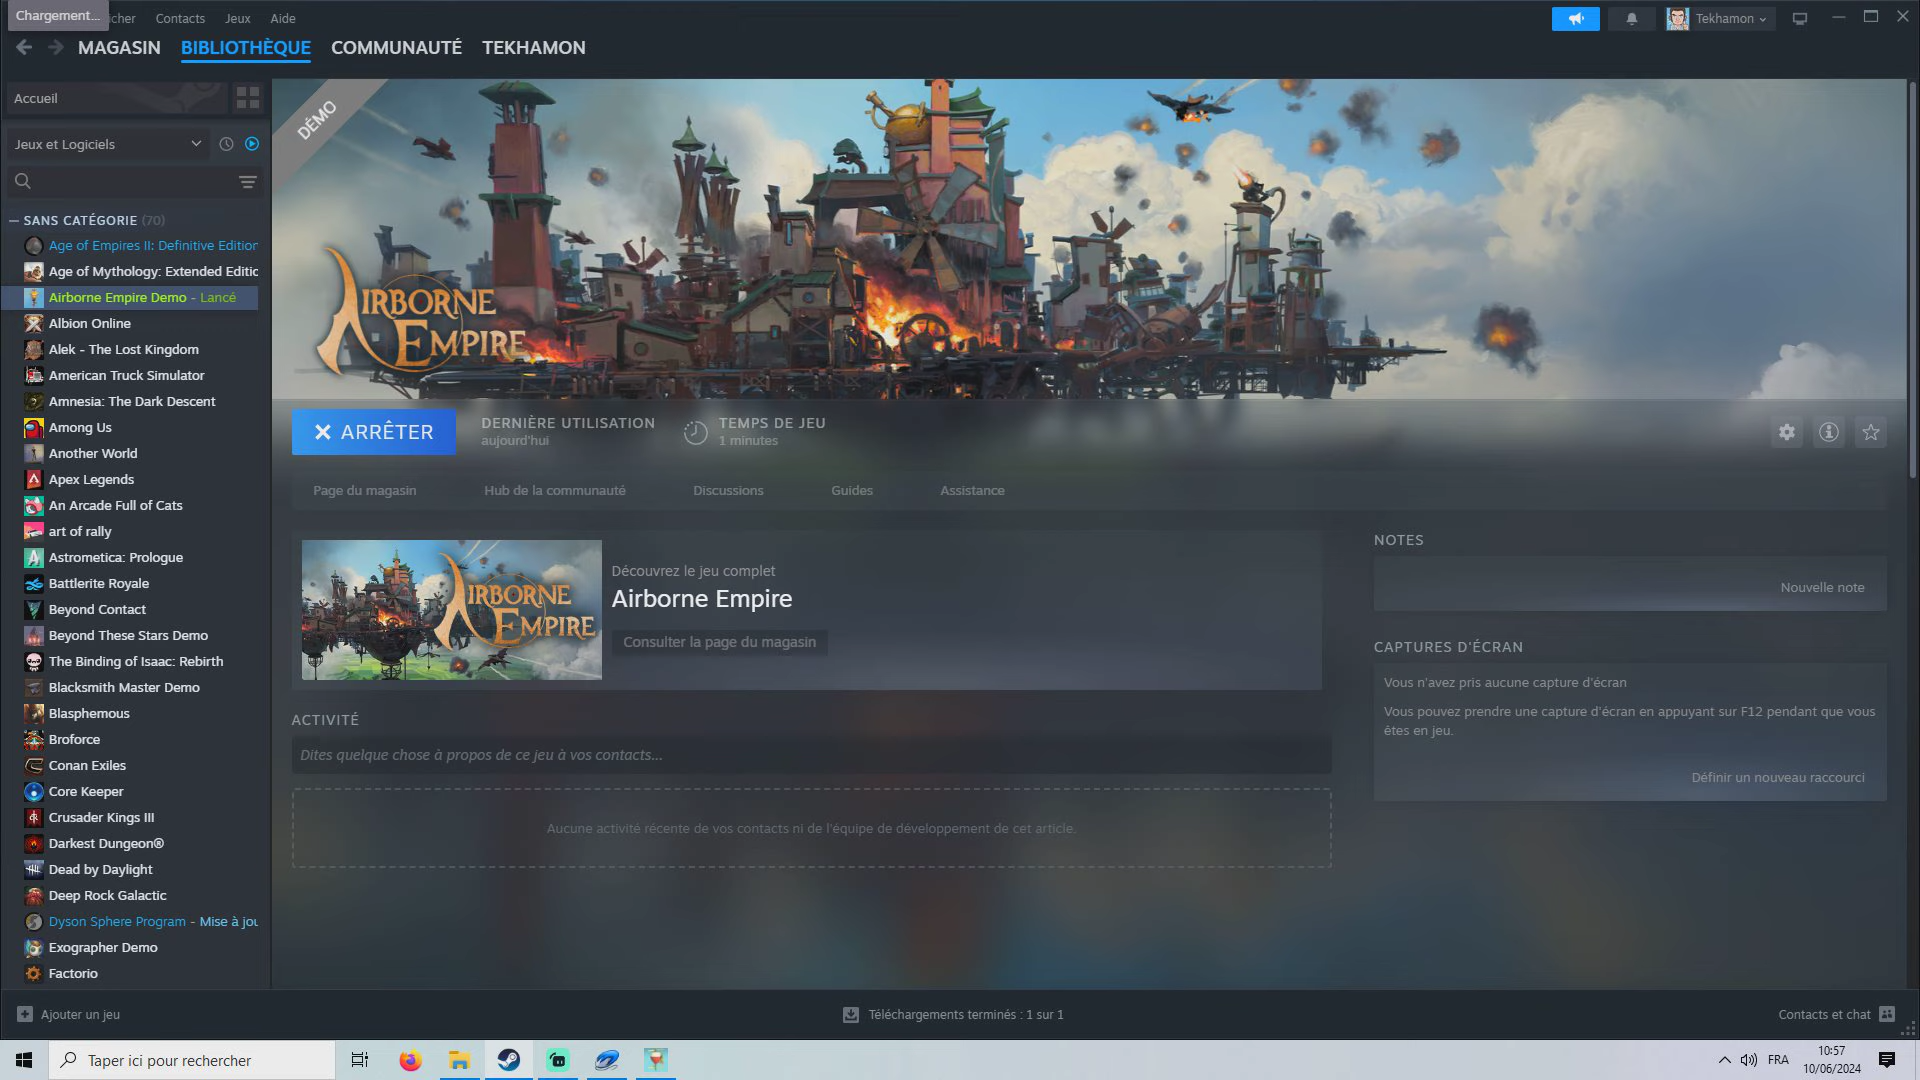 Chargement...
cher
Contacts
Jeux
Aide
Tekhamon
MAGASIN
BIBLIOTHÈQUE
COMMUNAUTÉ
TEKHAMON
Accueil
Jeux et Logiciels
SANS CATÉGORIE (70)
Age of Empires II: Definitive Edition
Age of Mythology: Extended Editic
Airborne Empire Demo - Lancé
Albion Online
Alek - The Lost Kingdom
American Truck Simulator
Amnesia: The Dark Descent
Among Us
Another World
Apex Legends
An Arcade Full of Cats
art of rally
Astrometica: Prologue
Battlerite Royale
Beyond Contact
Beyond These Stars Demo
The Binding of Isaac: Rebirth
Blacksmith Master Demo
Blasphemous
Broforce
Conan Exiles
Core Keeper
Crusader Kings III
Darkest Dungeon®
Dead by Daylight
Deep Rock Galactic
Dyson Sphere Program - Mise à jou
Exographer Demo
Factorio
DÉMO
AIRBORNE
EMPIRE
ARRÊTER
DERNIÈRE UTILISATION
aujourd'hui
TEMPS DE JEU
1 minutes
Page du magasin
Hub de la communauté
Discussions
Guides
Assistance
AIRBORNE
EMPIRE
Découvrez le jeu complet
Airborne Empire
Consulter la page du magasin
ACTIVITÉ
Dites quelque chose à propos de ce jeu à vos contacts...
Aucune activité récente de vos contacts ni de l'équipe de développement de cet article.
NOTES
Nouvelle note
CAPTURES D'ÉCRAN
Vous n'avez pris aucune capture d'écran
Vous pouvez prendre une capture d'écran en appuyant sur F12 pendant que vous
êtes en jeu.
Définir un nouveau raccourci
Ajouter un jeu
Téléchargements terminés : 1 sur 1
Contacts et chat
Taper ici pour rechercher
FRA
10:57
10/06/2024